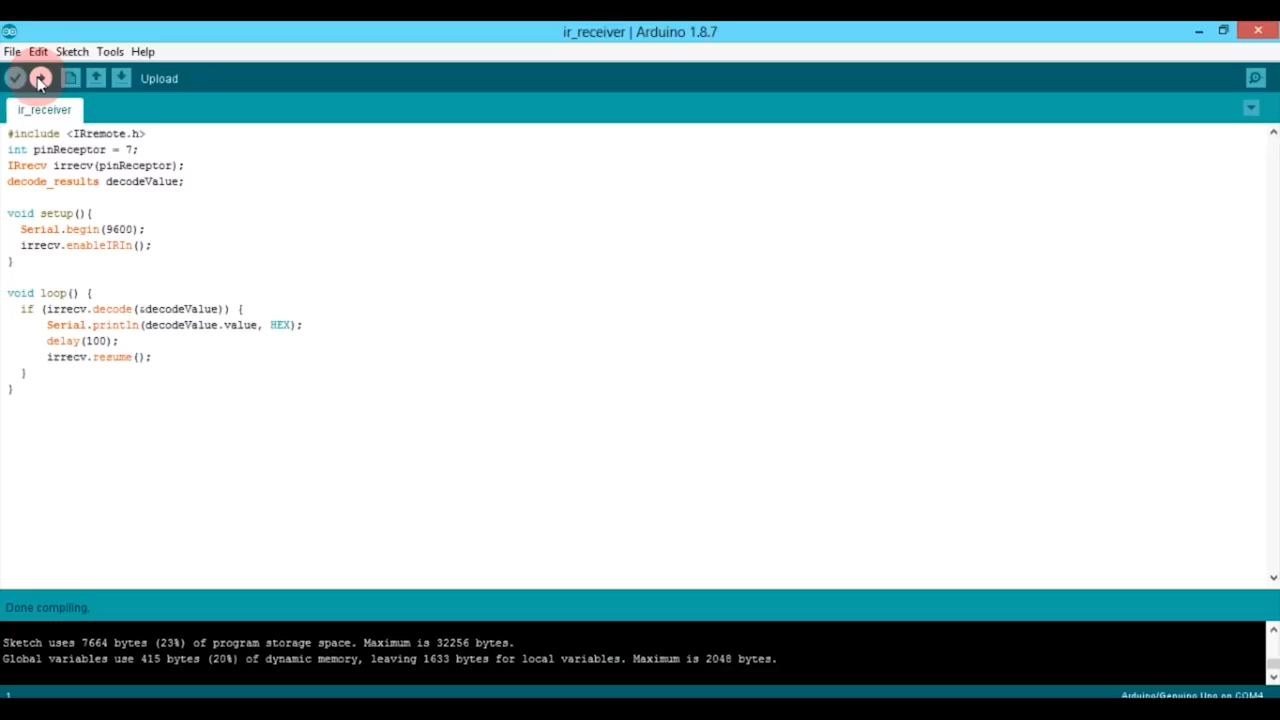 ir_receiver | Arduino 1.8.7
File Edit Sketch Tools Help
Upload
ir_receiver
#include <IRremote.h>
int pinReceptor = 7;
IRrecv irrecv(pinReceptor);
decode_results decodeValue;
void setup(){
  Serial.begin(9600);
  irrecv.enableIRIn();
}
void loop() {
  if (irrecv.decode(&decodeValue)) {
      Serial.println(decodeValue.value, HEX);
      delay(100);
      irrecv.resume();
  }
}
Done compiling.
Sketch uses 7664 bytes (23%) of program storage space. Maximum is 32256 bytes.
Global variables use 415 bytes (20%) of dynamic memory, leaving 1633 bytes for local variables. Maximum is 2048 bytes.
1 Arduino/Genuino Uno on COM4